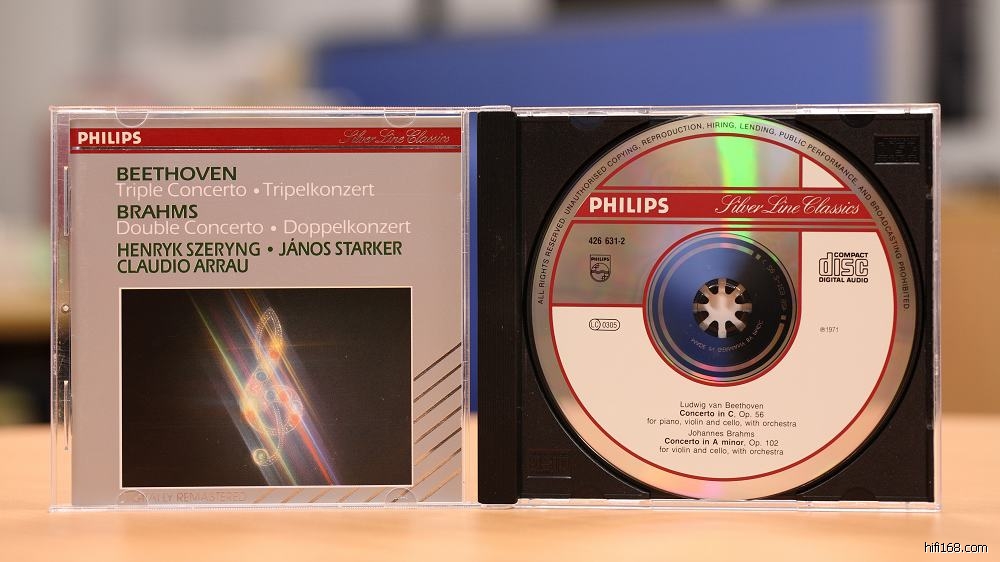 PHILIPS Silver Line Classics
BEETHOVEN
Triple Concerto • Tripelkonzert
BRAHMS
Double Concerto • Doppelkonzert
HENRYK SZERYNG • JÁNOS STARKER
CLAUDIO ARRAU
DIGITALLY REMASTERED
ALL RIGHTS RESERVED. UNAUTHORISED COPYING, REPRODUCTION, HIRING, LENDING, PUBLIC PERFORMANCE, AND BROADCASTING PROHIBITED.
PHILIPS Silver Line Classics
426 631-2
PHILIPS
COMPACT
disc
DIGITAL AUDIO
LC 0305
℗1971
Ludwig van Beethoven
Concerto in C, Op. 56
for piano, violin and cello, with orchestra
Johannes Brahms
Concerto in A minor, Op. 102
for violin and cello, with orchestra
hifi168.com